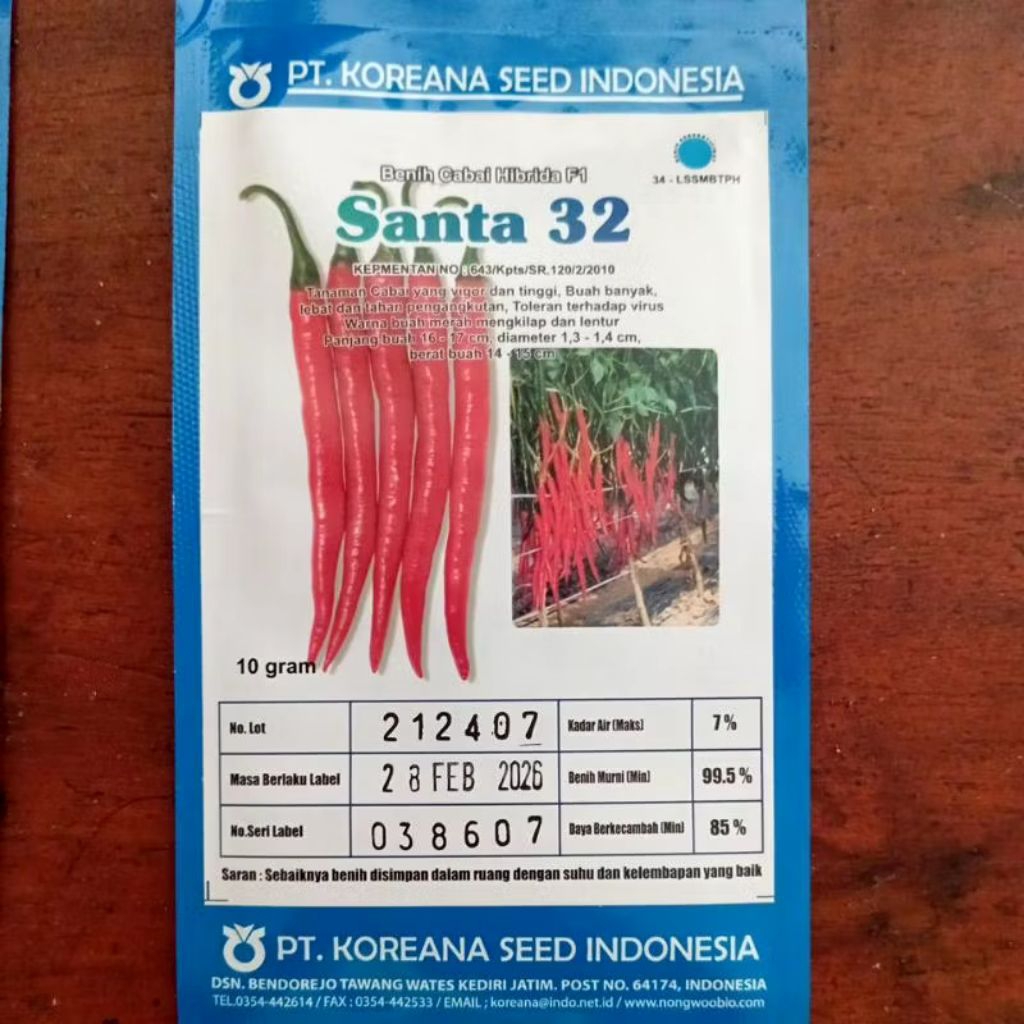 PT. KOREANA SEED INDONESIA
34 - LSSMBTPH
Benih Cabai Hibrida F1
Santa 32
KEPMENTAN NO : 643/Kpts/SR.120/2/2010
Tanaman Cabai yang vigor dan tinggi, Buah banyak,
lebat dan tahan pengangkutan, Toleran terhadap virus
Warna buah merah mengkilap dan lentur
Panjang buah 16 - 17 cm, diameter 1,3 - 1,4 cm,
berat buah 14 - 15 cm
10 gram
No. Lot 212407 Kadar Air (Maks) 7%
Masa Berlaku Label 28 FEB 2026 Benih Murni (Min) 99.5 %
No.Seri Label 038607 Daya Berkecambah (Min) 85 %
Saran : Sebaiknya benih disimpan dalam ruang dengan suhu dan kelembapan yang baik
PT. KOREANA SEED INDONESIA
DSN. BENDOREJO TAWANG WATES KEDIRI JATIM. POST NO. 64174, INDONESIA
TEL.0354-442614 / FAX : 0354-442533 / EMAIL ; koreana@indo.net.id / www.nongwoobio.com